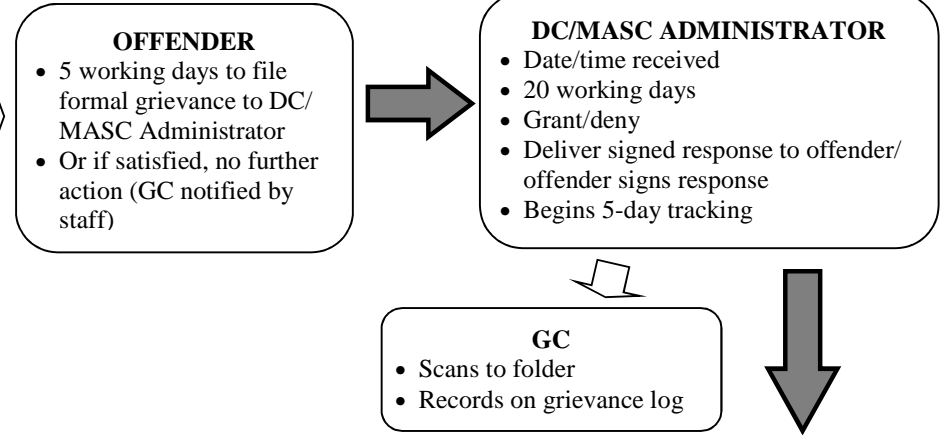 OFFENDER
• 5 working days to file
formal grievance to DC/
MASC Administrator
• Or if satisfied, no further
action (GC notified by
staff)
DC/MASC ADMINISTRATOR
• Date/time received
• 20 working days
• Grant/deny
• Deliver signed response to offender/
offender signs response
• Begins 5-day tracking
GC
• Scans to folder
• Records on grievance log